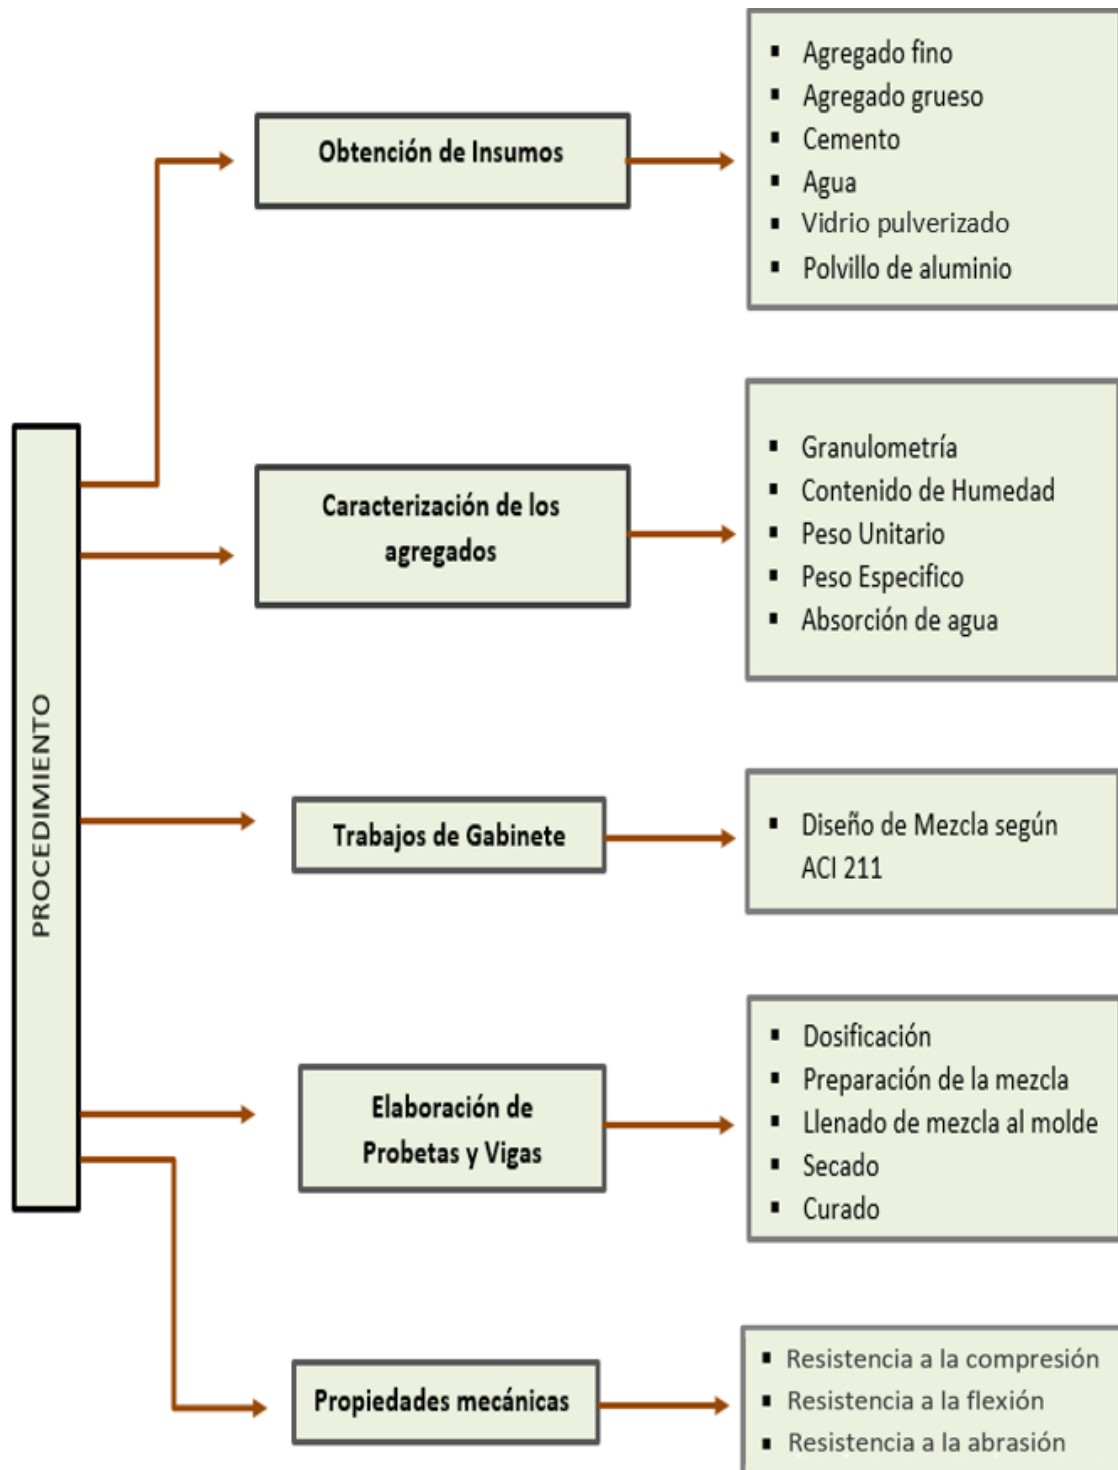 PROCEDIMIENTO
Obtención de Insumos
▪ Agregado fino
▪ Agregado grueso
▪ Cemento
▪ Agua
▪ Vidrio pulverizado
▪ Polvillo de aluminio
Caracterización de los
agregados
▪ Granulometría
▪ Contenido de Humedad
▪ Peso Unitario
▪ Peso Especifico
▪ Absorción de agua
Trabajos de Gabinete
▪ Diseño de Mezcla según
ACI 211
Elaboración de
Probetas y Vigas
▪ Dosificación
▪ Preparación de la mezcla
▪ Llenado de mezcla al molde
▪ Secado
▪ Curado
Propiedades mecánicas
▪ Resistencia a la compresión
▪ Resistencia a la flexión
▪ Resistencia a la abrasión